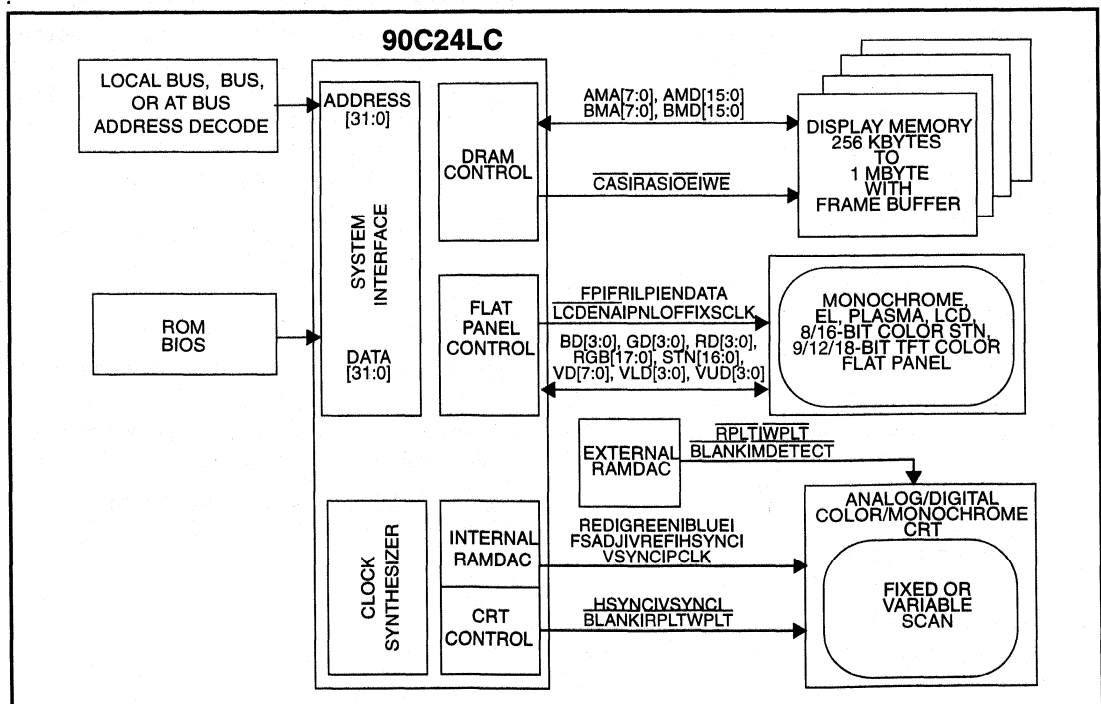 90C24LC
LOCAL BUS, BUS,
OR AT BUS
ADDRESS DECODE
ADDRESS
[31:0]
SYSTEM
INTERFACE
DATA
[31:0]
ROM
BIOS
DRAM
CONTROL
AMA[7:0], AMD[15:0]
BMA[7:0], BMD[15:0]
CASIRASIOEIWE
DISPLAY MEMORY
256 KBYTES
TO
1 MBYTE
WITH
FRAME BUFFER
FLAT
PANEL
CONTROL
FPIFRILPIENDATA
LCDENAIPNLOFFIXSCLK
BD[3:0], GD[3:0], RD[3:0],
RGB[17:0], STN[16:0],
VD[7:0], VLD[3:0], VUD[3:0]
MONOCHROME,
EL, PLASMA, LCD,
8/16-BIT COLOR STN,
9/12/18-BIT TFT COLOR
FLAT PANEL
EXTERNAL
RAMDAC
RPLTIWPLT
BLANKIMDETECT
CLOCK
SYNTHESIZER
INTERNAL
RAMDAC
REDIGREENIBLUEI
FSADJIVREFIHSYNCI
VSYNCIPCLK
CRT
CONTROL
HSYNCIVSYNCI
BLANKIRPLTWPLT
ANALOG/DIGITAL
COLOR/MONOCHROME
CRT
FIXED OR
VARIABLE
SCAN